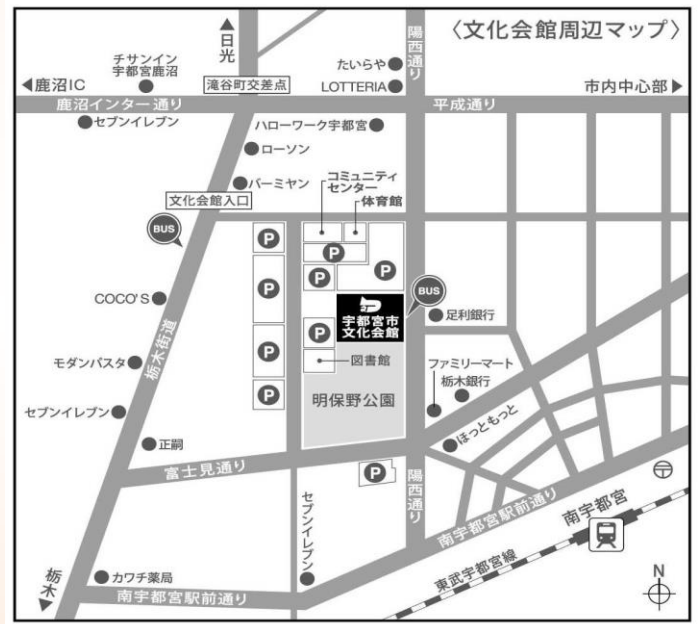 〈文化会館周辺マップ〉
▲日光
陽西通り
チサンイン
宇都宮鹿沼
たいらや
◀鹿沼IC
滝谷町交差点
LOTTERIA
市内中心部▶
鹿沼インター通り
平成通り
セブンイレブン
ハローワーク宇都宮
ローソン
バーミヤン
コミュニティ
センター
体育館
文化会館入口
BUS
P
P
P
P
P
BUS
COCO'S
宇都宮市
文化会館
足利銀行
P
P
栃木街道
モダンパスタ
図書館
ファミリーマート
栃木銀行
P
明保野公園
セブンイレブン
ほっともっと
正嗣
富士見通り
P
陽西通り
〒
セブンイレブン
南宇都宮駅前通り
南宇都宮
栃木▼
カワチ薬局
東武宇都宮線
N
南宇都宮駅前通り